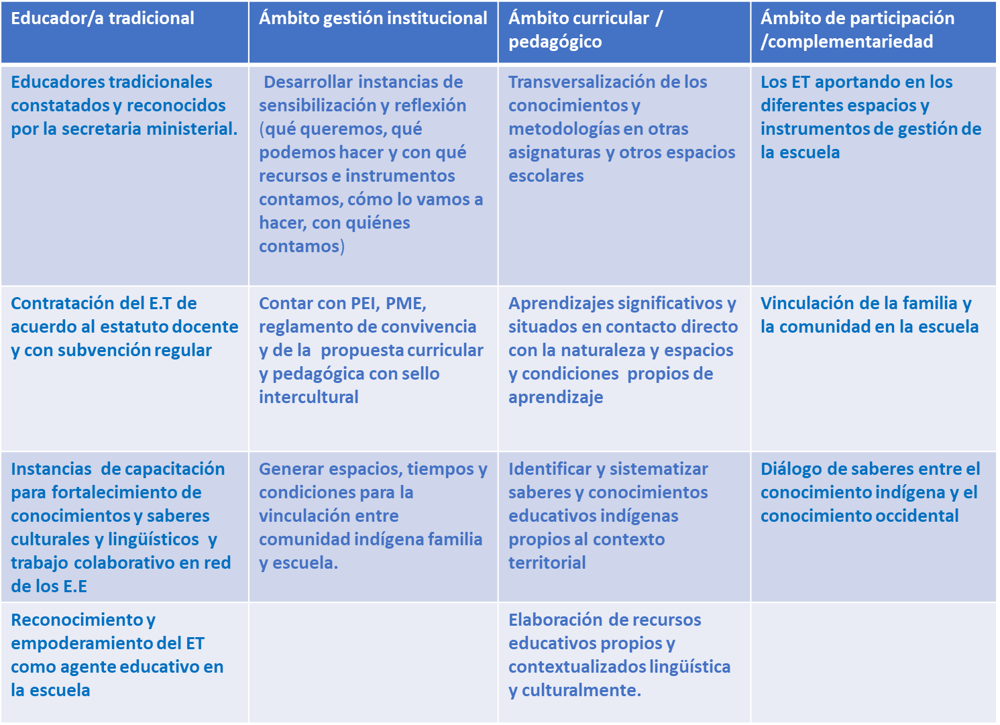 Educador/a tradicional
Ámbito gestión institucional
Ámbito curricular /
pedagógico
Ámbito de participación
/complementariedad
Educadores tradicionales
constatados y reconocidos
por la secretaria ministerial.
Desarrollar instancias de
sensibilización y reflexión
(qué queremos, qué
podemos hacer y con qué
recursos e instrumentos
contamos, cómo lo vamos a
hacer, con quiénes
contamos)
Transversalización de los
conocimientos y
metodologías en otras
asignaturas y otros espacios
escolares
Los ET aportando en los
diferentes espacios y
instrumentos de gestión de
la escuela
Contratación del E.T de
acuerdo al estatuto docente
y con subvención regular
Contar con PEI, PME,
reglamento de convivencia
y de la propuesta curricular
y pedagógica con sello
intercultural
Aprendizajes significativos y
situados en contacto directo
con la naturaleza y espacios
y condiciones propios de
aprendizaje
Vinculación de la familia y
la comunidad en la escuela
Instancias de capacitación
para fortalecimiento de
conocimientos y saberes
culturales y lingüísticos y
trabajo colaborativo en red
de los E.E
Generar espacios, tiempos y
condiciones para la
vinculación entre
comunidad indígena familia
y escuela.
Identificar y sistematizar
saberes y conocimientos
educativos indígenas
propios al contexto
territorial
Diálogo de saberes entre el
conocimiento indígena y el
conocimiento occidental
Reconocimiento y
empoderamiento del ET
como agente educativo en
la escuela
Elaboración de recursos
educativos propios y
contextualizados lingüística
y culturalmente.